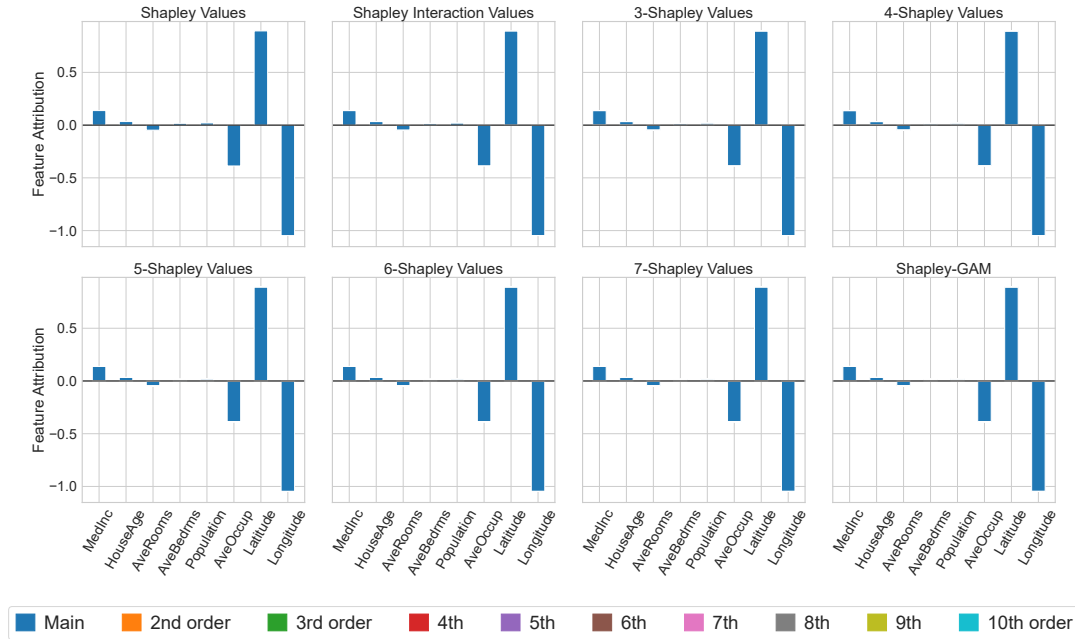 Shapley Values
Shapley Interaction Values
3-Shapley Values
4-Shapley Values
Feature Attribution
0.5
0.0
−0.5
−1.0
5-Shapley Values
6-Shapley Values
7-Shapley Values
Shapley-GAM
Feature Attribution
0.5
0.0
−0.5
−1.0
MedInc
HouseAge
AveRooms
AveBedrms
Population
AveOccup
Latitude
Longitude
MedInc
HouseAge
AveRooms
AveBedrms
Population
AveOccup
Latitude
Longitude
MedInc
HouseAge
AveRooms
AveBedrms
Population
AveOccup
Latitude
Longitude
MedInc
HouseAge
AveRooms
AveBedrms
Population
AveOccup
Latitude
Longitude
Main 2nd order 3rd order 4th 5th 6th 7th 8th 9th 10th order